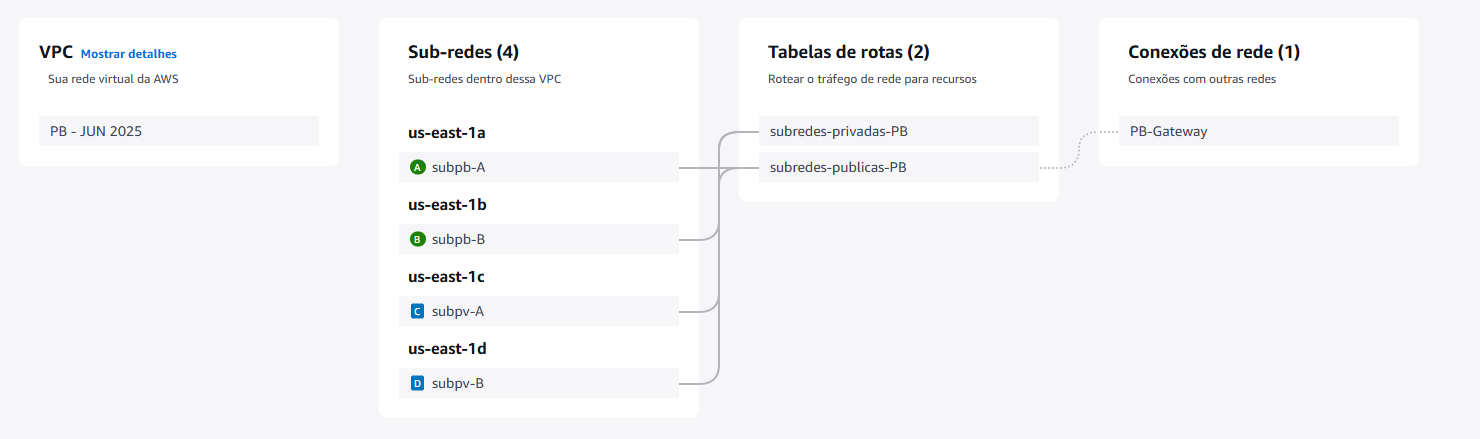 VPC Mostrar detalhes
Sua rede virtual da AWS
PB - JUN 2025
Sub-redes (4)
Sub-redes dentro dessa VPC
us-east-1a
A subpb-A
us-east-1b
B subpb-B
us-east-1c
C subpv-A
us-east-1d
D subpv-B
Tabelas de rotas (2)
Rotear o tráfego de rede para recursos
subredes-privadas-PB
subredes-publicas-PB
Conexões de rede (1)
Conexões com outras redes
PB-Gateway